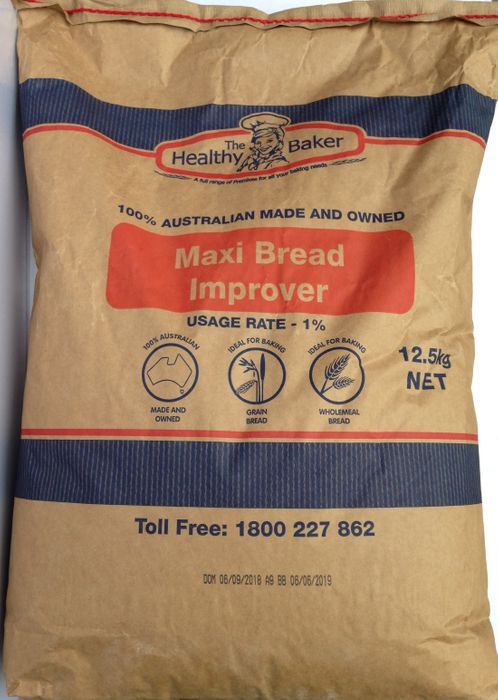 The
Healthy Baker
A full range of Premixes for all your baking needs
100% AUSTRALIAN MADE AND OWNED
Maxi Bread
Improver
USAGE RATE - 1%
100% AUSTRALIAN
MADE AND
OWNED
IDEAL FOR BAKING
GRAIN
BREAD
IDEAL FOR BAKING
WHOLEMEAL
BREAD
12.5kg
NET
Toll Free: 1800 227 862
DOM 06/09/2018 A9 BB 06/06/2019